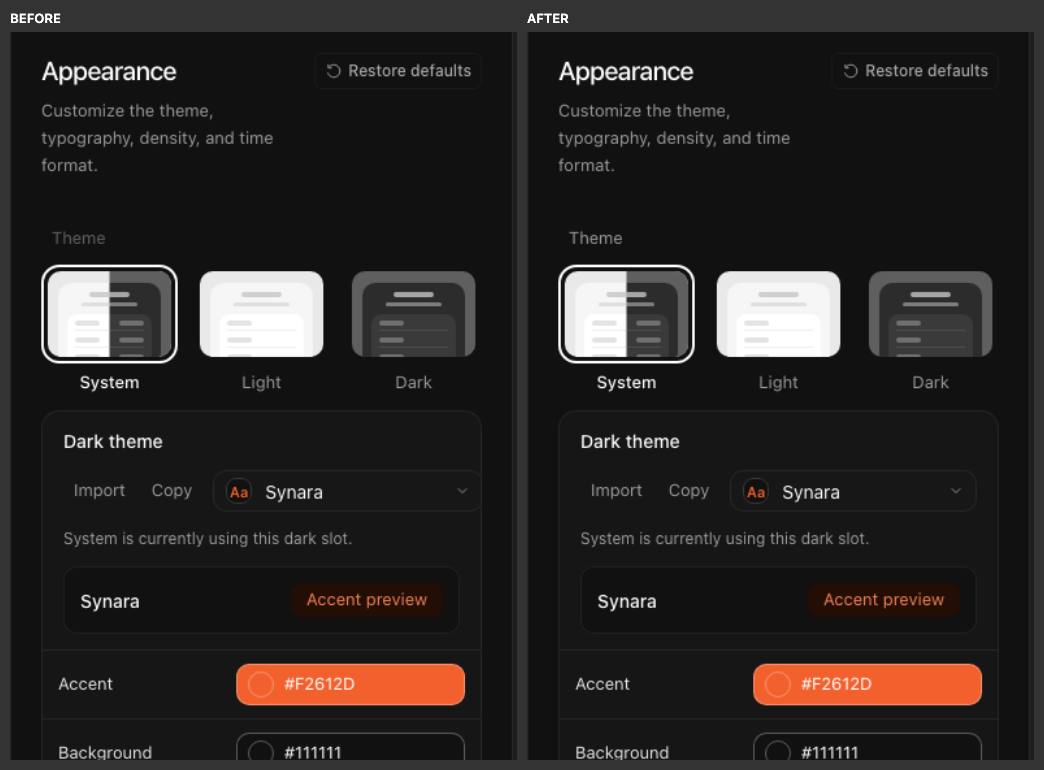 BEFORE
Appearance
Restore defaults
Customize the theme,
typography, density, and time
format.
Theme
System Light Dark
Dark theme
Import Copy Aa Synara
System is currently using this dark slot.
Synara Accent preview
Accent #F2612D
Background #111111
AFTER
Appearance
Restore defaults
Customize the theme,
typography, density, and time
format.
Theme
System Light Dark
Dark theme
Import Copy Aa Synara
System is currently using this dark slot.
Synara Accent preview
Accent #F2612D
Background #111111